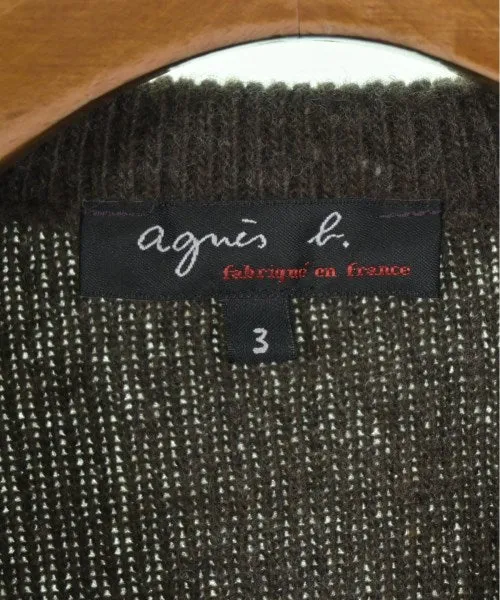 agnès b.
fabriqué en france
3